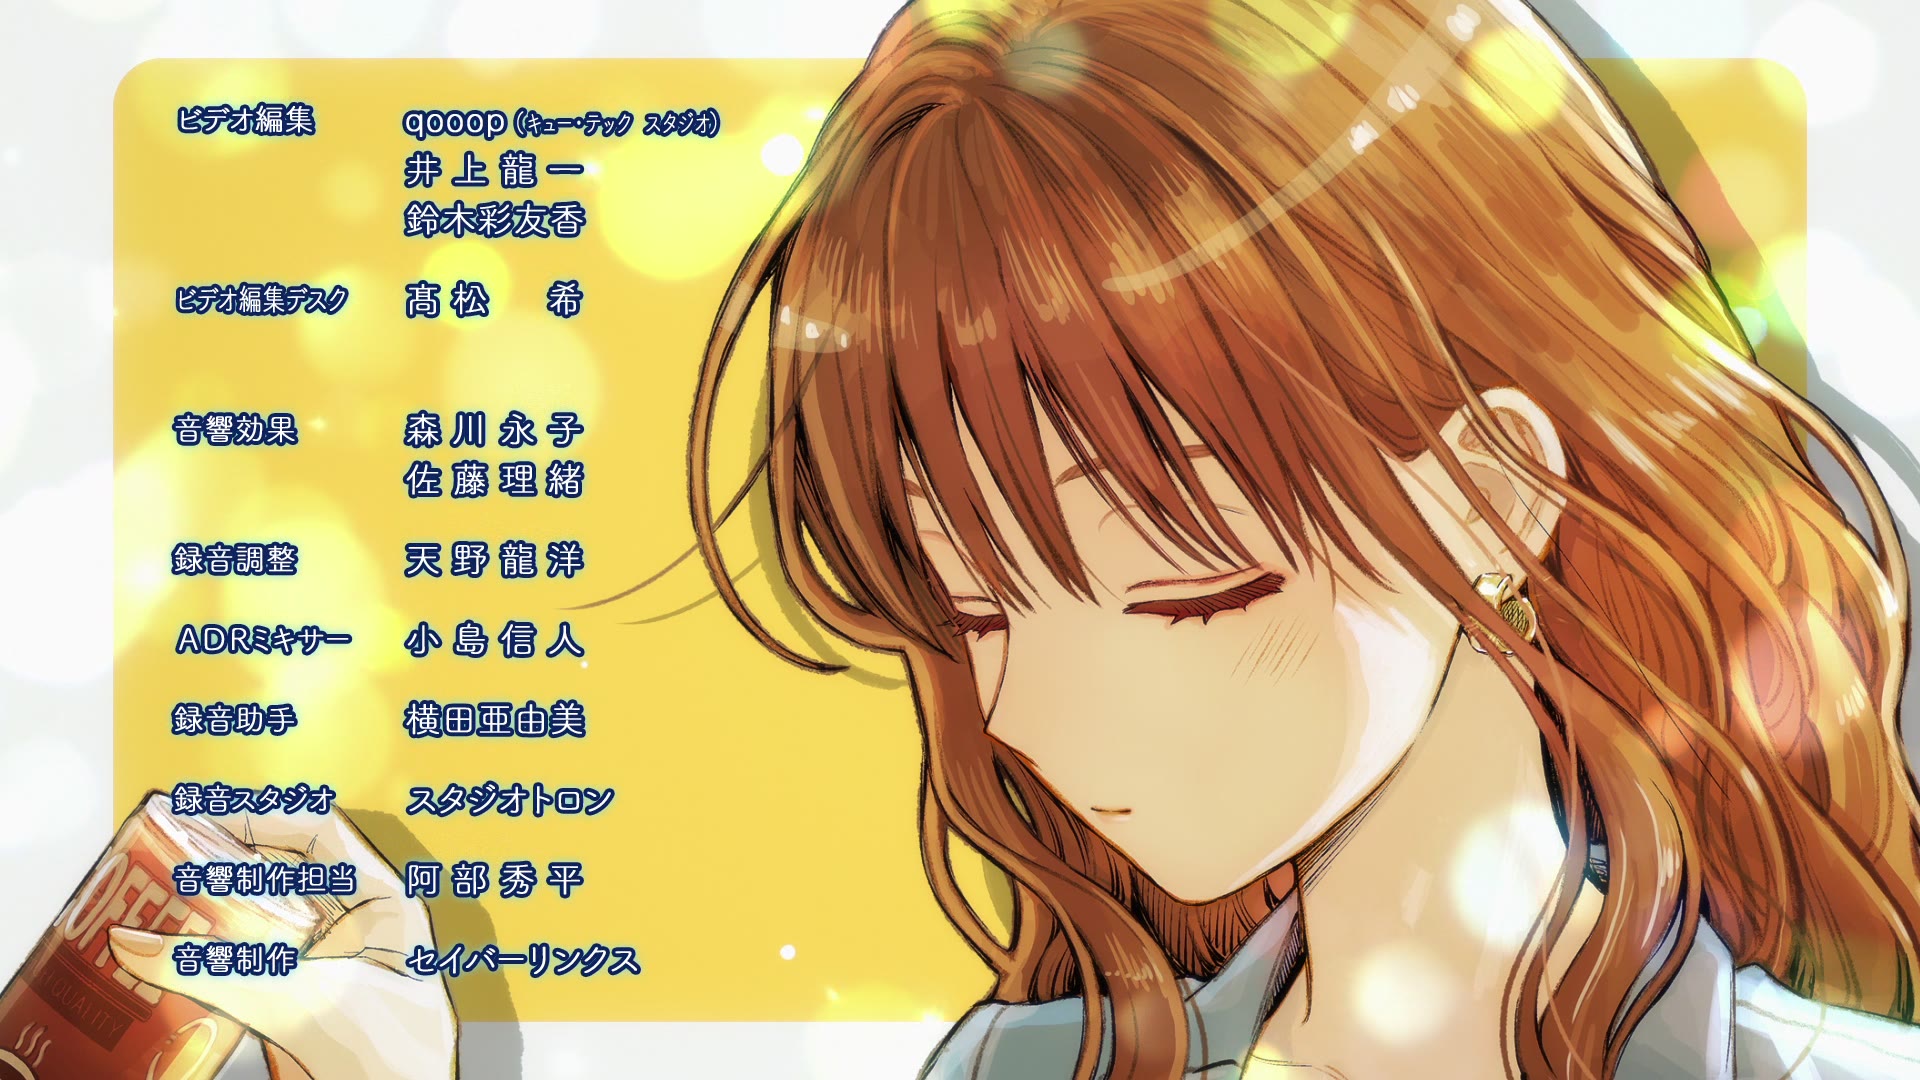 ビデオ編集 qooop(キュー・テック スタジオ)
井上龍一
鈴木彩友香
ビデオ編集デスク 髙松 希
音響効果 森川永子
佐藤理緒
録音調整 天野龍洋
ADRミキサー 小島信人
録音助手 横田亜由美
録音スタジオ スタジオトロン
音響制作担当 阿部秀平
音響制作 セイバーリンクス
COFFEE
QUALITY